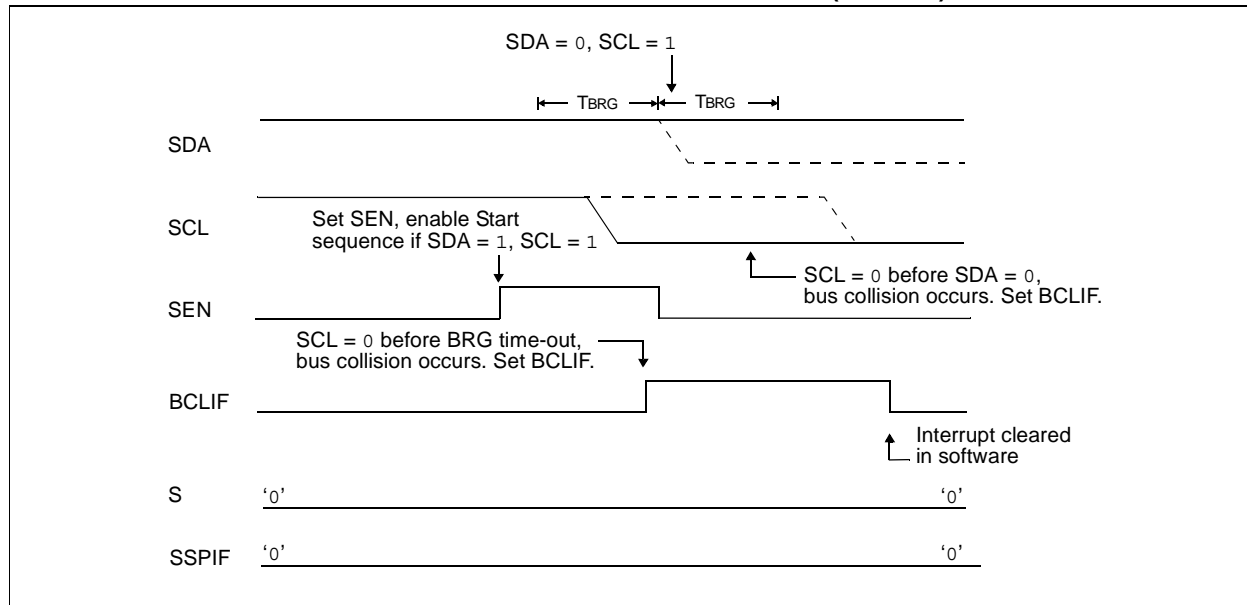 SDA = 0, SCL = 1
TBRG TBRG
SDA
SCL
Set SEN, enable Start
sequence if SDA = 1, SCL = 1
SCL = 0 before SDA = 0,
bus collision occurs. Set BCLIF.
SEN
SCL = 0 before BRG time-out,
bus collision occurs. Set BCLIF.
BCLIF
Interrupt cleared
in software
S ‘0’ ‘0’
SSPIF ‘0’ ‘0’